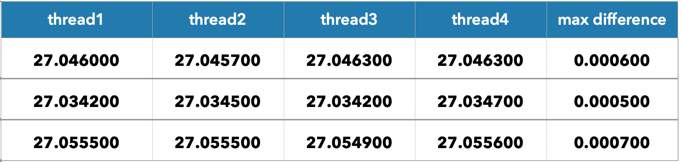 thread1 thread2 thread3 thread4 max difference
27.046000 27.045700 27.046300 27.046300 0.000600
27.034200 27.034500 27.034200 27.034700 0.000500
27.055500 27.055500 27.054900 27.055600 0.000700